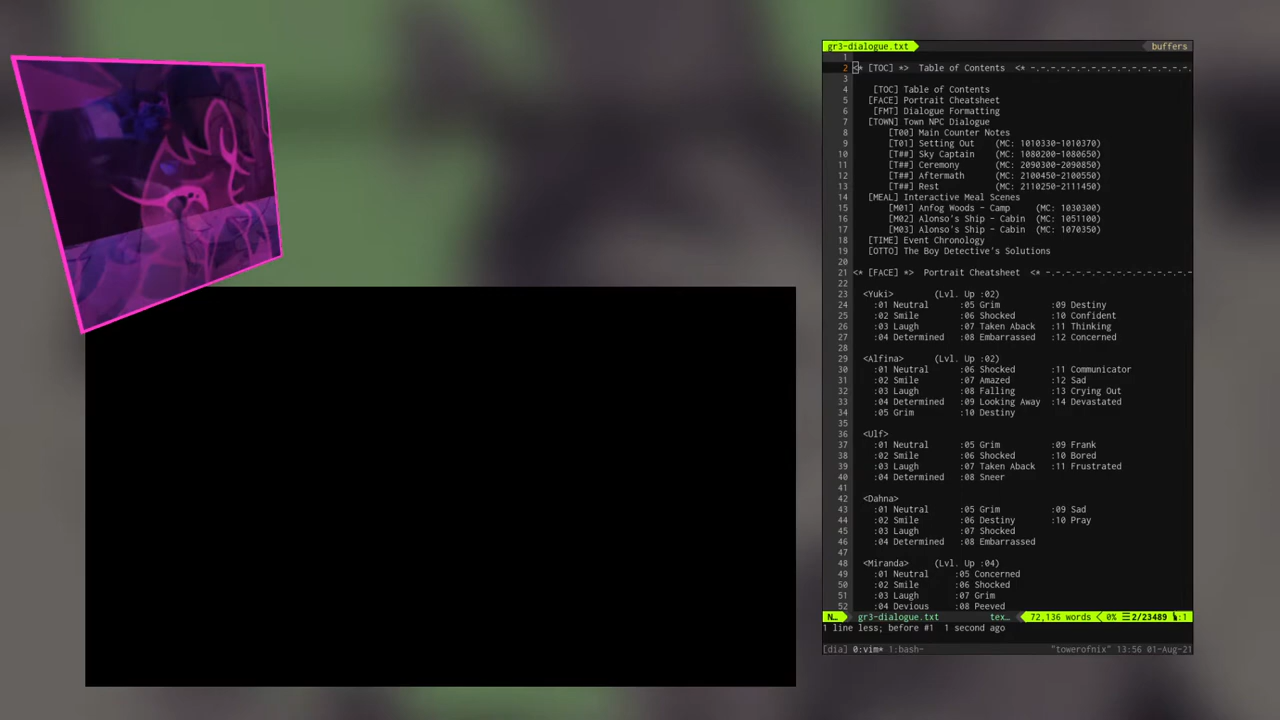 gr3-dialogue.txt buffers
1
2 <* [TOC] *> Table of Contents <* -.-.-.-.-.-.-.-.-.-.-.-.-.-.-.-.
3
4 [TOC] Table of Contents
5 [FACE] Portrait Cheatsheet
6 [FMT] Dialogue Formatting
7 [TOWN] Town NPC Dialogue
8 [T00] Main Counter Notes
9 [T01] Setting Out (MC: 1010330-1010370)
10 [T##] Sky Captain (MC: 1080200-1080650)
11 [T##] Ceremony (MC: 2090300-2090850)
12 [T##] Aftermath (MC: 2100450-2100550)
13 [T##] Rest (MC: 2110250-2111450)
14 [MEAL] Interactive Meal Scenes
15 [M01] Anfog Woods - Camp (MC: 1030300)
16 [M02] Alonso's Ship - Cabin (MC: 1051100)
17 [M03] Alonso's Ship - Cabin (MC: 1070350)
18 [TIME] Event Chronology
19 [OTTO] The Boy Detective's Solutions
20
21 <* [FACE] *> Portrait Cheatsheet <* -.-.-.-.-.-.-.-.-.-.-.-.-.-.-
22
23 <Yuki> (Lvl. Up :02)
24 :01 Neutral :05 Grim :09 Destiny
25 :02 Smile :06 Shocked :10 Confident
26 :03 Laugh :07 Taken Aback :11 Thinking
27 :04 Determined :08 Embarrassed :12 Concerned
28
29 <Alfina> (Lvl. Up :02)
30 :01 Neutral :06 Shocked :11 Communicator
31 :02 Smile :07 Amazed :12 Sad
32 :03 Laugh :08 Falling :13 Crying Out
33 :04 Determined :09 Looking Away :14 Devastated
34 :05 Grim :10 Destiny
35
36 <Ulf>
37 :01 Neutral :05 Grim :09 Frank
38 :02 Smile :06 Shocked :10 Bored
39 :03 Laugh :07 Taken Aback :11 Frustrated
40 :04 Determined :08 Sneer
41
42 <Dahna>
43 :01 Neutral :05 Grim :09 Sad
44 :02 Smile :06 Destiny :10 Pray
45 :03 Laugh :07 Shocked
46 :04 Determined :08 Embarrassed
47
48 <Miranda> (Lvl. Up :04)
49 :01 Neutral :05 Concerned
50 :02 Smile :06 Shocked
51 :03 Laugh :07 Grim
52 :04 Devious :08 Peeved
N… gr3-dialogue.txt tex… 72,136 words 0% ☰2/23489 :1
1 line less; before #1 1 second ago
[dia] 0:vim* 1:bash- "towerofnix" 13:56 01-Aug-21